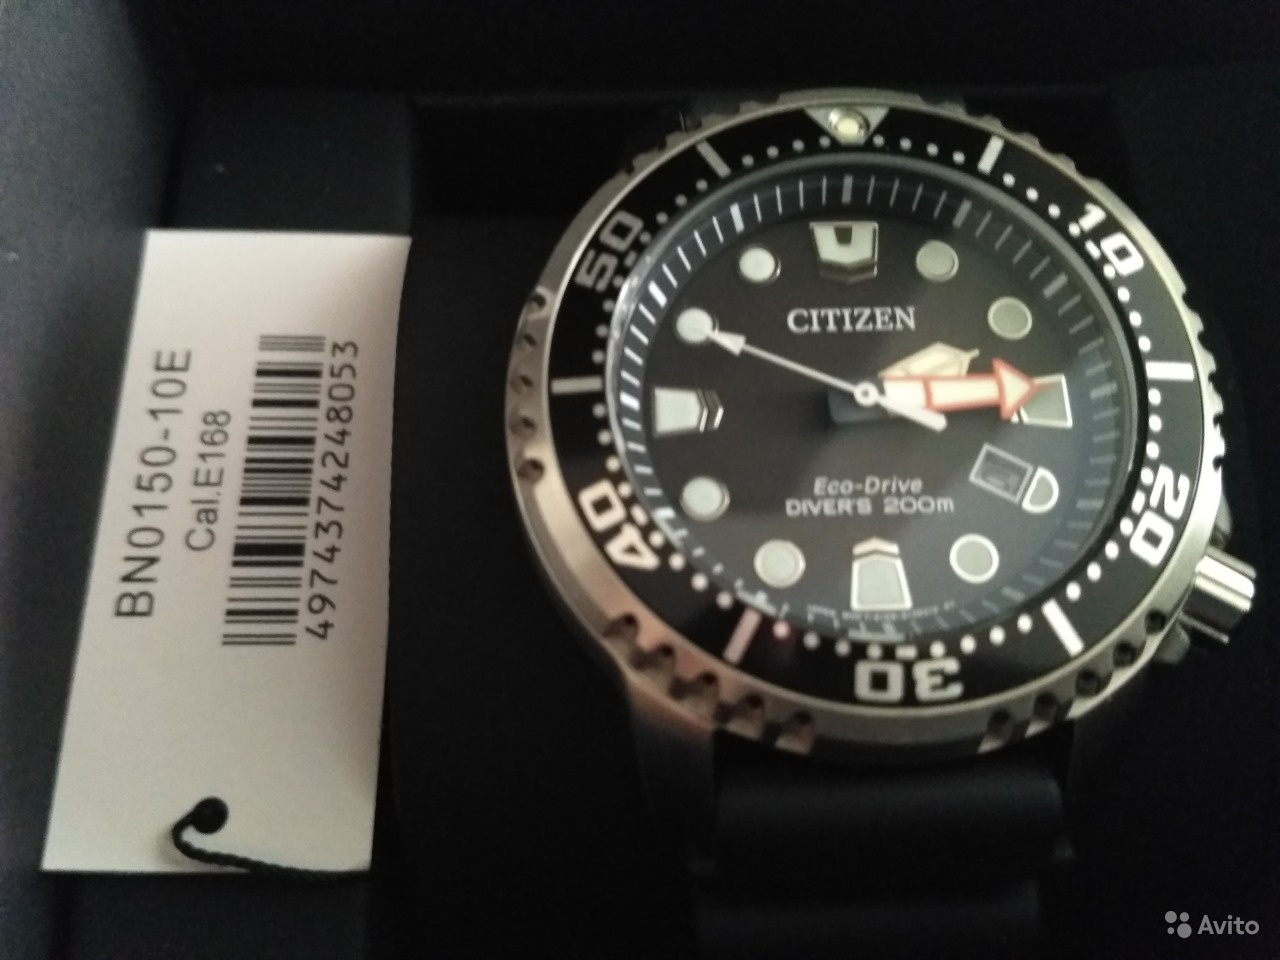 BN0150-10E
Cal.E168
4974374248053
CITIZEN
Eco-Drive
DIVER'S 200m
10
20
30
40
50
Avito